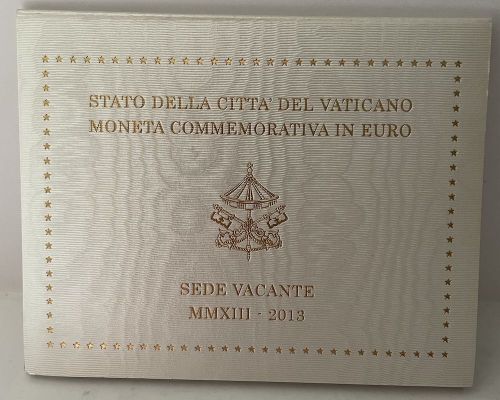 STATO DELLA CITTA' DEL VATICANO
MONETA COMMEMORATIVA IN EURO
SEDE VACANTE
MMXIII - 2013